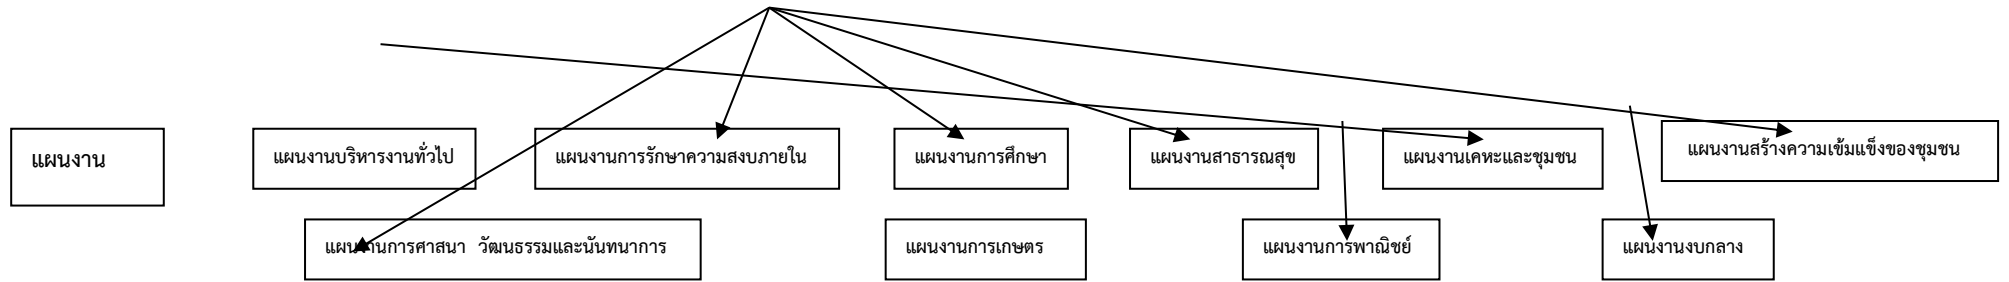 แผนงาน
แผนงานบริหารงานทั่วไป
แผนงานการรักษาความสงบภายใน
แผนงานการศึกษา
แผนงานสาธารณสุข
แผนงานเคหะและชุมชน
แผนงานสร้างความเข้มแข็งของชุมชน
แผนงานการศาสนา วัฒนธรรมและนันทนาการ
แผนงานการเกษตร
แผนงานการพาณิชย์
แผนงานงบกลาง